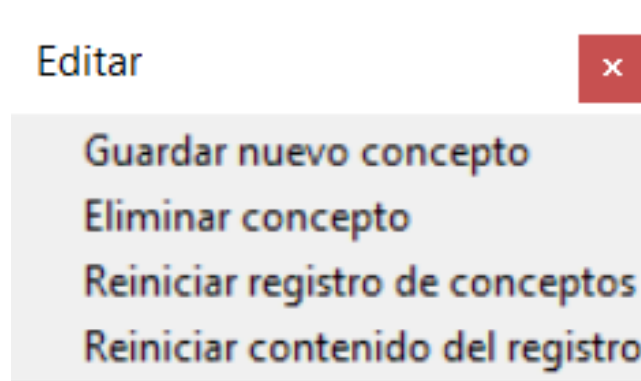 Editar
Guardar nuevo concepto
Eliminar concepto
Reiniciar registro de conceptos
Reiniciar contenido del registro